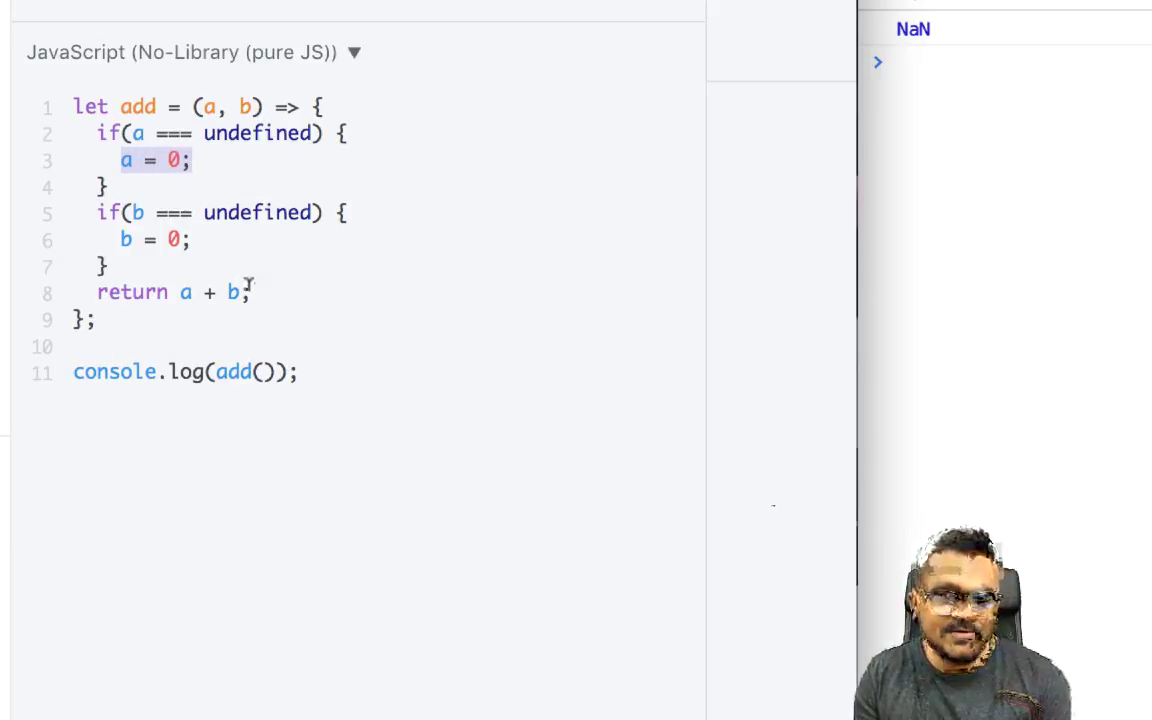 JavaScript (No-Library (pure JS)) ▼
1 let add = (a, b) => {
2 if(a === undefined) {
3 a = 0;
4 }
5 if(b === undefined) {
6 b = 0;
7 }
8 return a + b;
9 };
10
11 console.log(add());
NaN
>